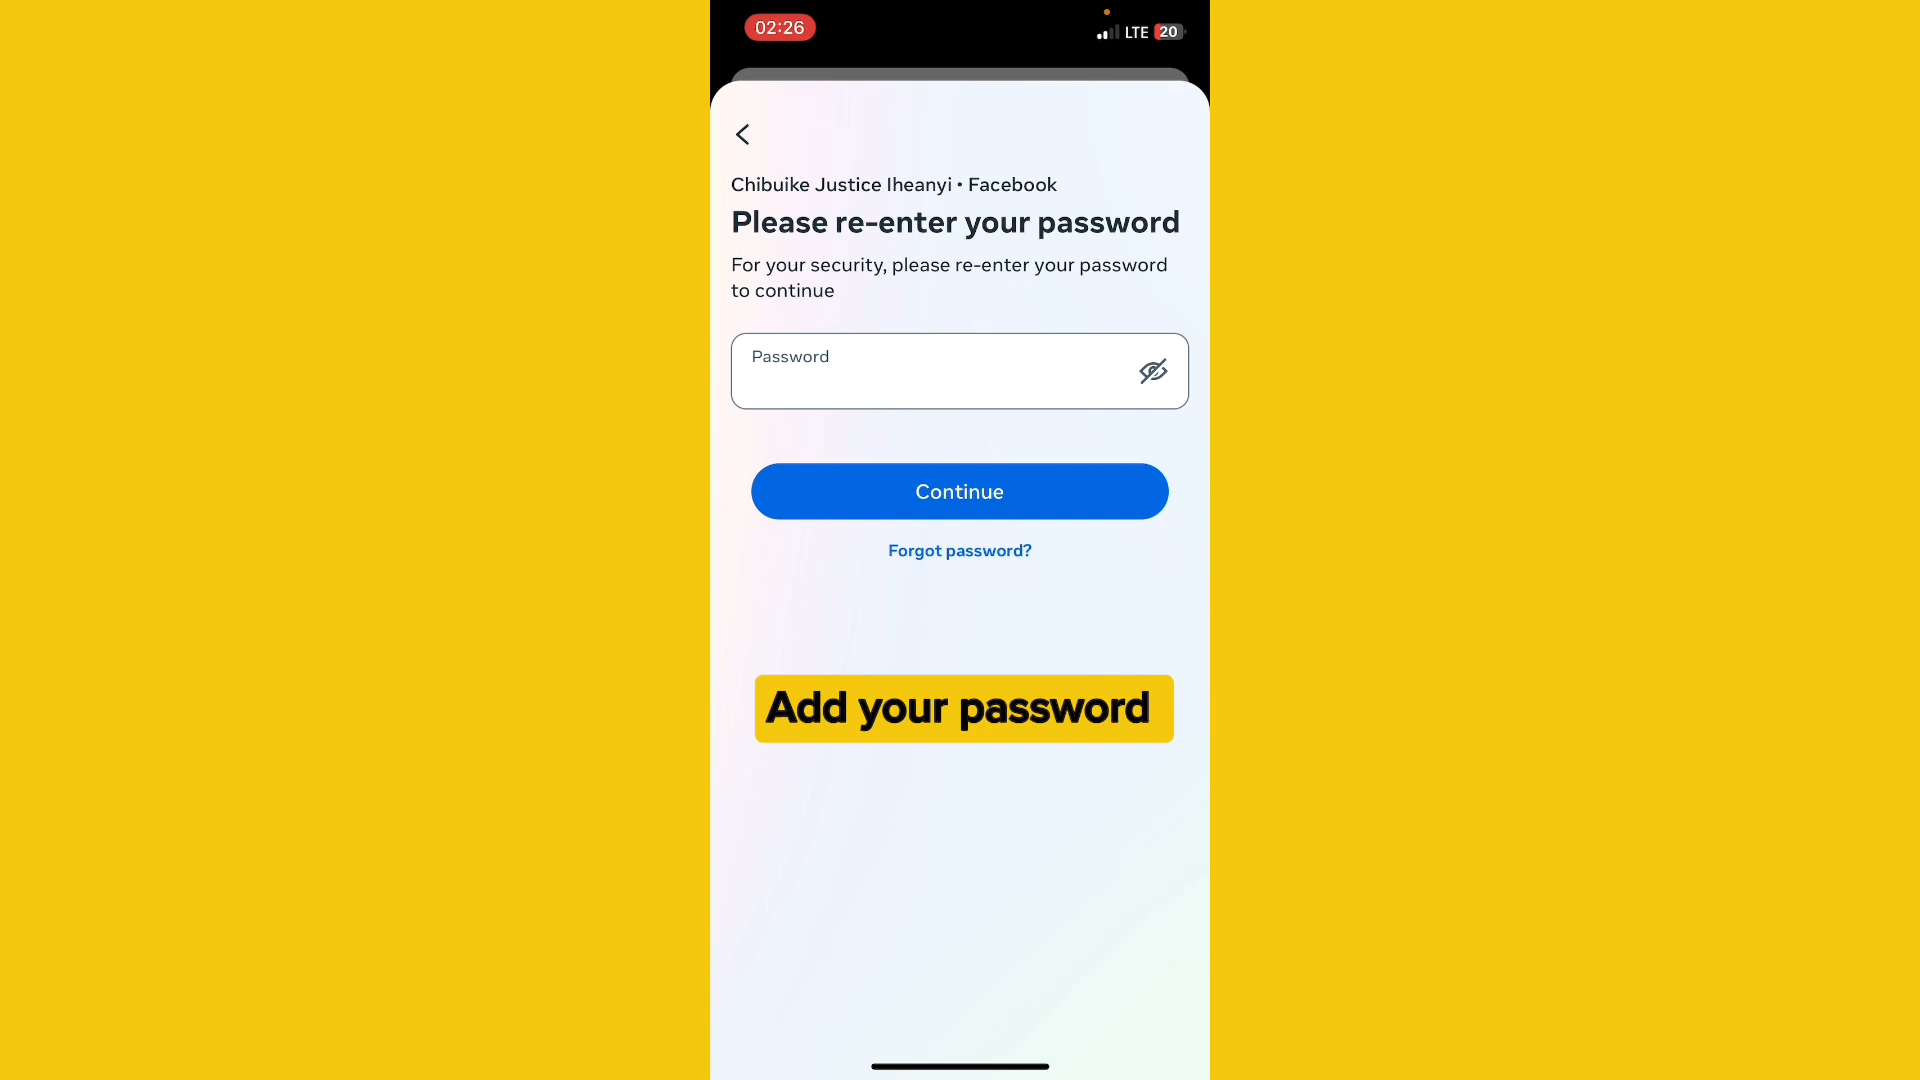 02:26
LTE 20
Chibuike Justice Iheanyi • Facebook
Please re-enter your password
For your security, please re-enter your password
to continue
Password
Continue
Forgot password?
Add your password